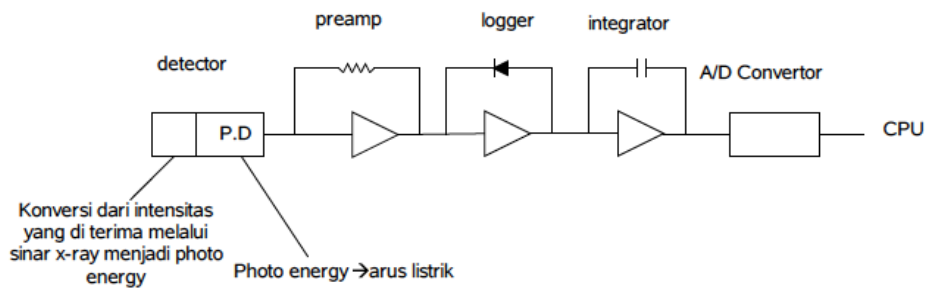 preamp
logger
integrator
detector
A/D Convertor
P.D
CPU
Konversi dari intensitas
yang di terima melalui
sinar x-ray menjadi photo
energy
Photo energy→arus listrik